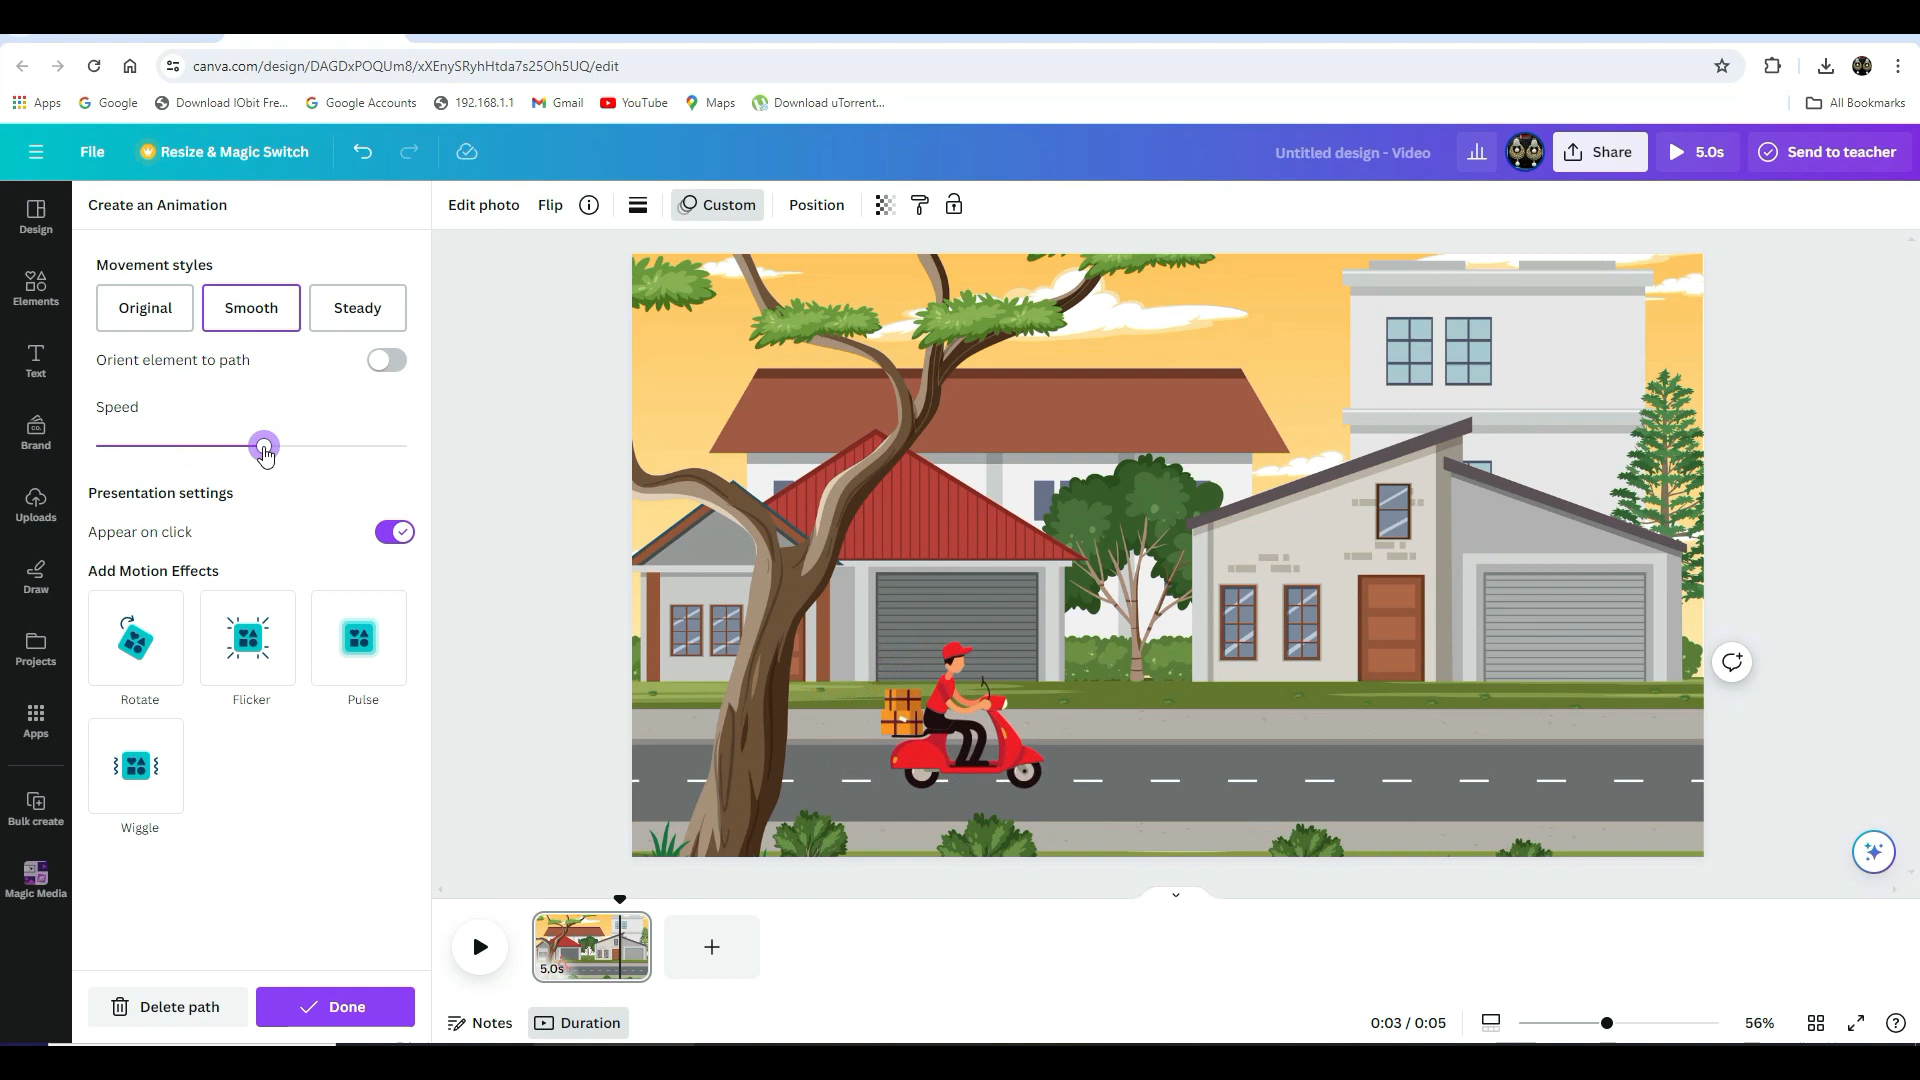 canva.com/design/DAGDxPOQUm8/xXEnySRyhHtda7s25Oh5UQ/edit
Apps Google Download IObit Fre... Google Accounts 192.168.1.1 Gmail YouTube Maps Download uTorrent... All Bookmarks
File Resize & Magic Switch Untitled design - Video Share 5.0s Send to teacher
Create an Animation
Edit photo Flip Custom Position
Design
Elements
Text
Brand
Uploads
Draw
Projects
Apps
Bulk create
Magic Media
Movement styles
Original Smooth Steady
Orient element to path
Speed
Presentation settings
Appear on click
Add Motion Effects
Rotate Flicker Pulse
Wiggle
Delete path Done
5.0s
Notes Duration 0:03 / 0:05 56%